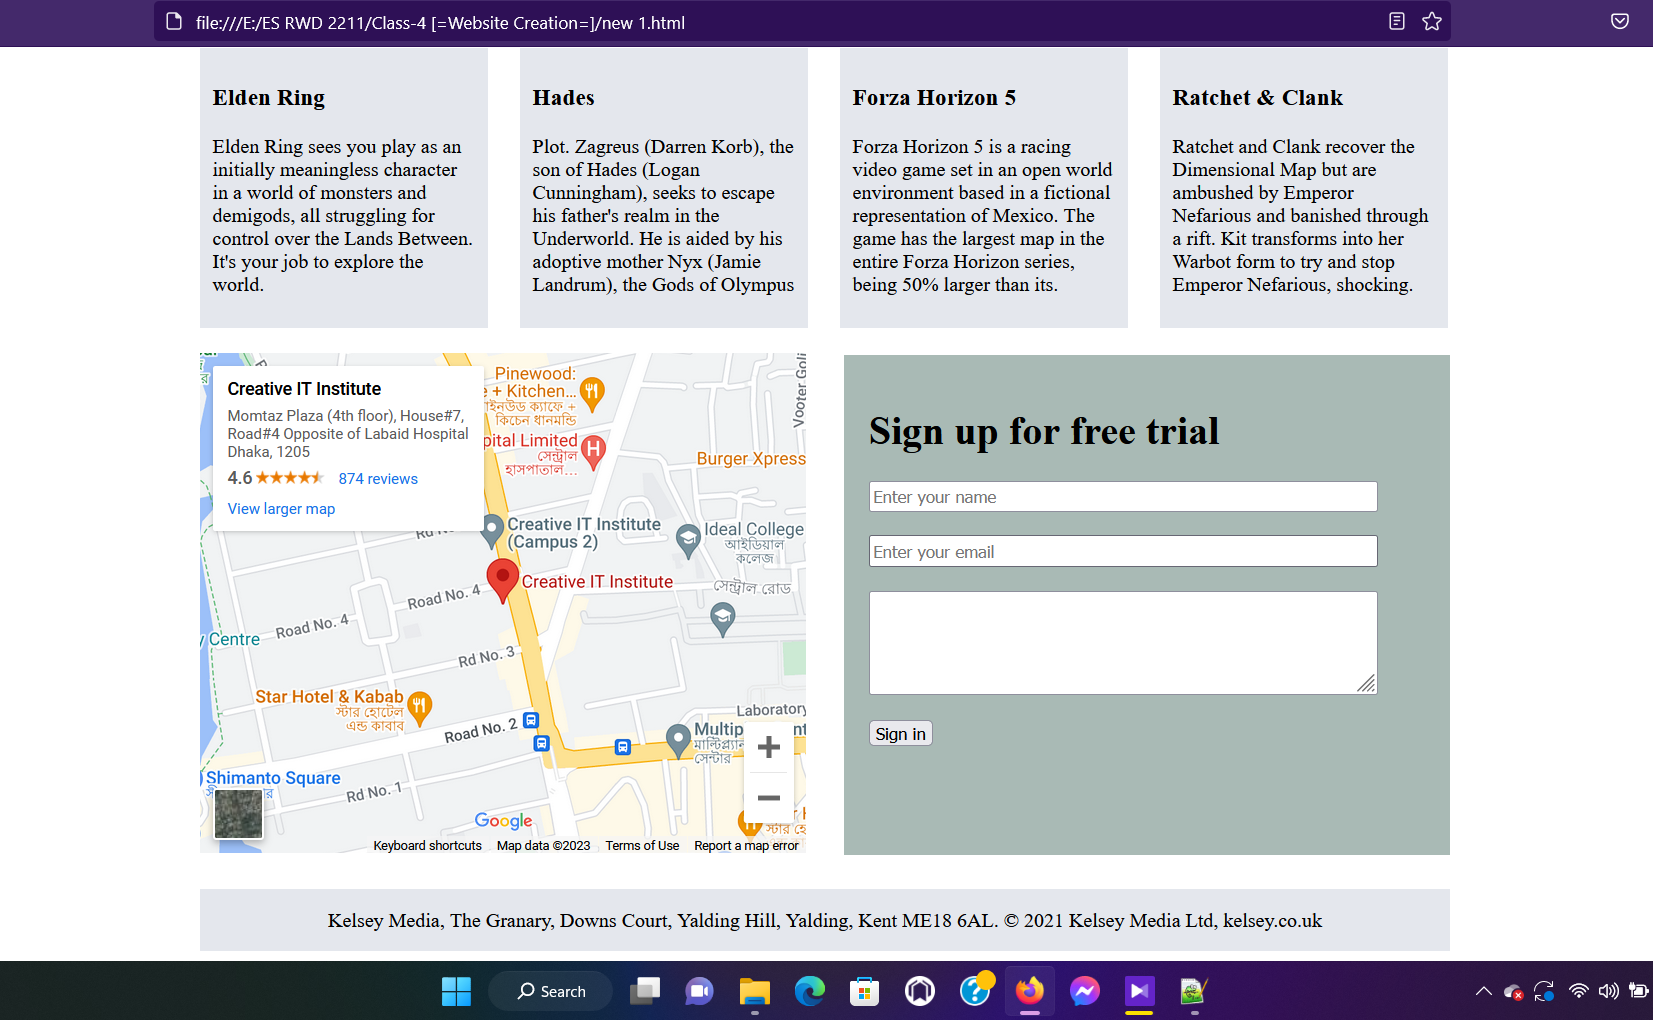 file:///E:/ES RWD 2211/Class-4 [=Website Creation=]/new 1.html
Elden Ring
Elden Ring sees you play as an
initially meaningless character
in a world of monsters and
demigods, all struggling for
control over the Lands Between.
It's your job to explore the
world.
Hades
Plot. Zagreus (Darren Korb), the
son of Hades (Logan
Cunningham), seeks to escape
his father's realm in the
Underworld. He is aided by his
adoptive mother Nyx (Jamie
Landrum), the Gods of Olympus
Forza Horizon 5
Forza Horizon 5 is a racing
video game set in an open world
environment based in a fictional
representation of Mexico. The
game has the largest map in the
entire Forza Horizon series,
being 50% larger than its.
Ratchet & Clank
Ratchet and Clank recover the
Dimensional Map but are
ambushed by Emperor
Nefarious and banished through
a rift. Kit transforms into her
Warbot form to try and stop
Emperor Nefarious, shocking.
Creative IT Institute
Momtaz Plaza (4th floor), House#7,
Road#4 Opposite of Labaid Hospital
Dhaka, 1205
4.6 874 reviews
View larger map
Pinewood:
e + Kitchen...
কিচেন ধানমন্ডি
pital Limited
সেন্ট্রাল
হাসপাতাল...
Vooter Goli
Burger Xpress
Creative IT Institute
(Campus 2)
Ideal College
আইডিয়াল
কলেজ
Creative IT Institute
সেন্ট্রাল রোড
Road No. 4
Road No. 4
y Centre
Rd No. 3
Star Hotel & Kabab
স্টার হোটেল
এন্ড কাবাব
Road No. 2
Laboratory
Multip
nt
মাল্টিপ্ল্যান
সেন্টার
Shimanto Square
Rd No. 1
Google
Keyboard shortcuts Map data ©2023 Terms of Use Report a map error
Sign up for free trial
Enter your name
Enter your email
Sign in
Kelsey Media, The Granary, Downs Court, Yalding Hill, Yalding, Kent ME18 6AL. © 2021 Kelsey Media Ltd, kelsey.co.uk
Search